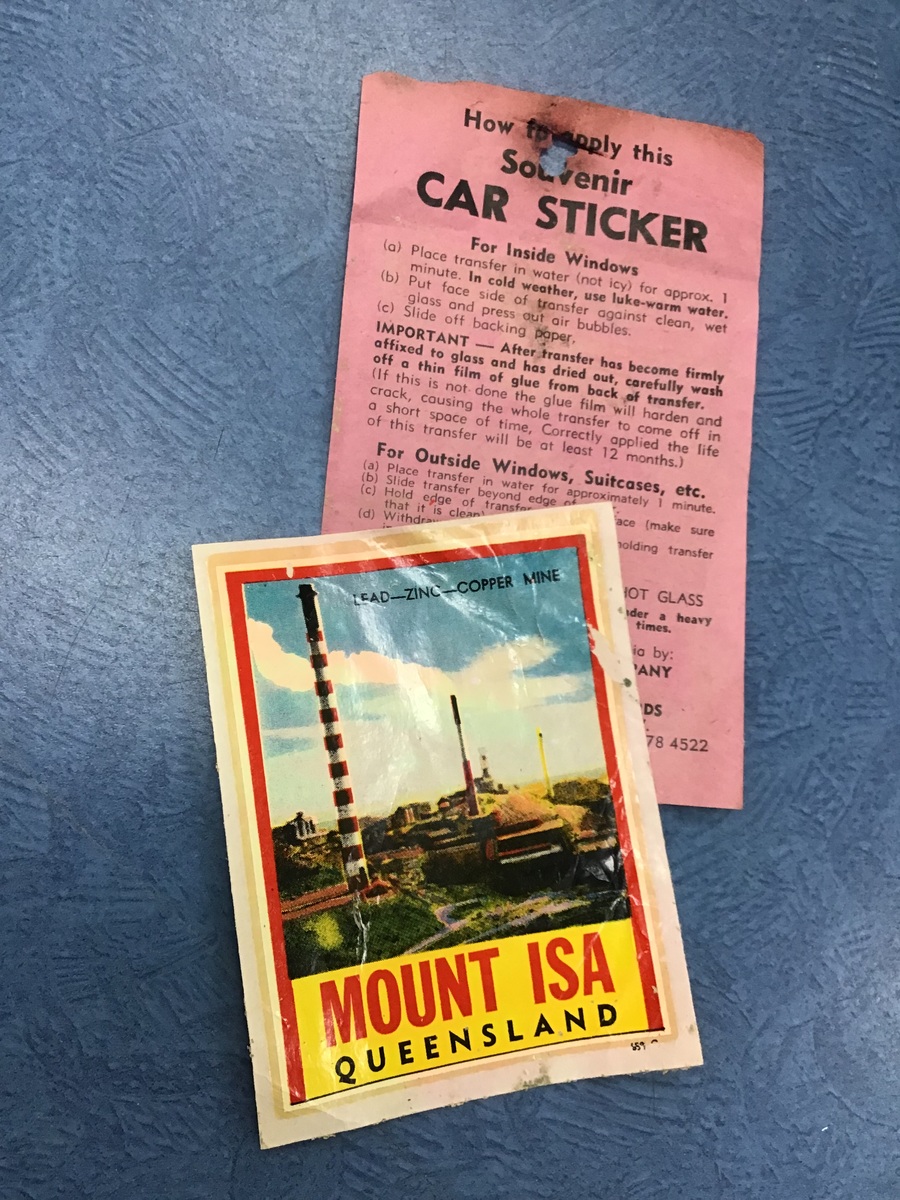 How to apply this
Souvenir
CAR STICKER
For Inside Windows
(a) Place transfer in water (not icy) for approx. 1
minute. In cold weather, use luke-warm water.
(b) Put face side of transfer against clean, wet
glass and press out air bubbles.
(c) Slide off backing paper.
IMPORTANT — After transfer has become firmly
affixed to glass and has dried out, carefully wash
off a thin film of glue from back of transfer.
(If this is not done the glue film will harden and
crack, causing the whole transfer to come off in
a short space of time, Correctly applied the life
of this transfer will be at least 12 months.)
For Outside Windows, Suitcases, etc.
(a) Place transfer in water for approximately 1 minute.
(b) Slide transfer beyond edge of
(c) Hold edge of transfer (make sure
that it is clean)
(d) holding transfer
HOT GLASS
a heavy
times.
by:
78 4522
LEAD—ZINC—COPPER MINE
MOUNT ISA
QUEENSLAND